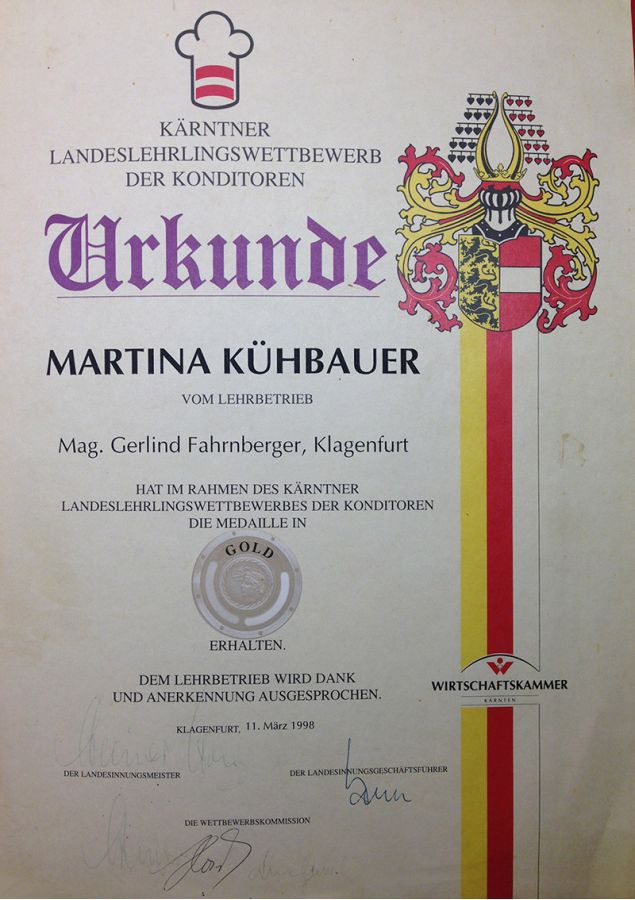 KÄRNTNER
LANDESLEHRLINGSWETTBEWERB
DER KONDITOREN
Urkunde
MARTINA KÜHBAUER
VOM LEHRBETRIEB
Mag. Gerlind Fahrnberger, Klagenfurt
HAT IM RAHMEN DES KÄRNTNER
LANDESLEHRLINGSWETTBEWERBES DER KONDITOREN
DIE MEDAILLE IN
GOLD
ERHALTEN.
DEM LEHRBETRIEB WIRD DANK
UND ANERKENNUNG AUSGESPROCHEN.
WIRTSCHAFTSKAMMER
KÄRNTEN
KLAGENFURT, 11. März 1998
DER LANDESINNUNGSMEISTER
DER LANDESINNUNGSGESCHÄFTSFÜHRER
DIE WETTBEWERBSKOMMISSION